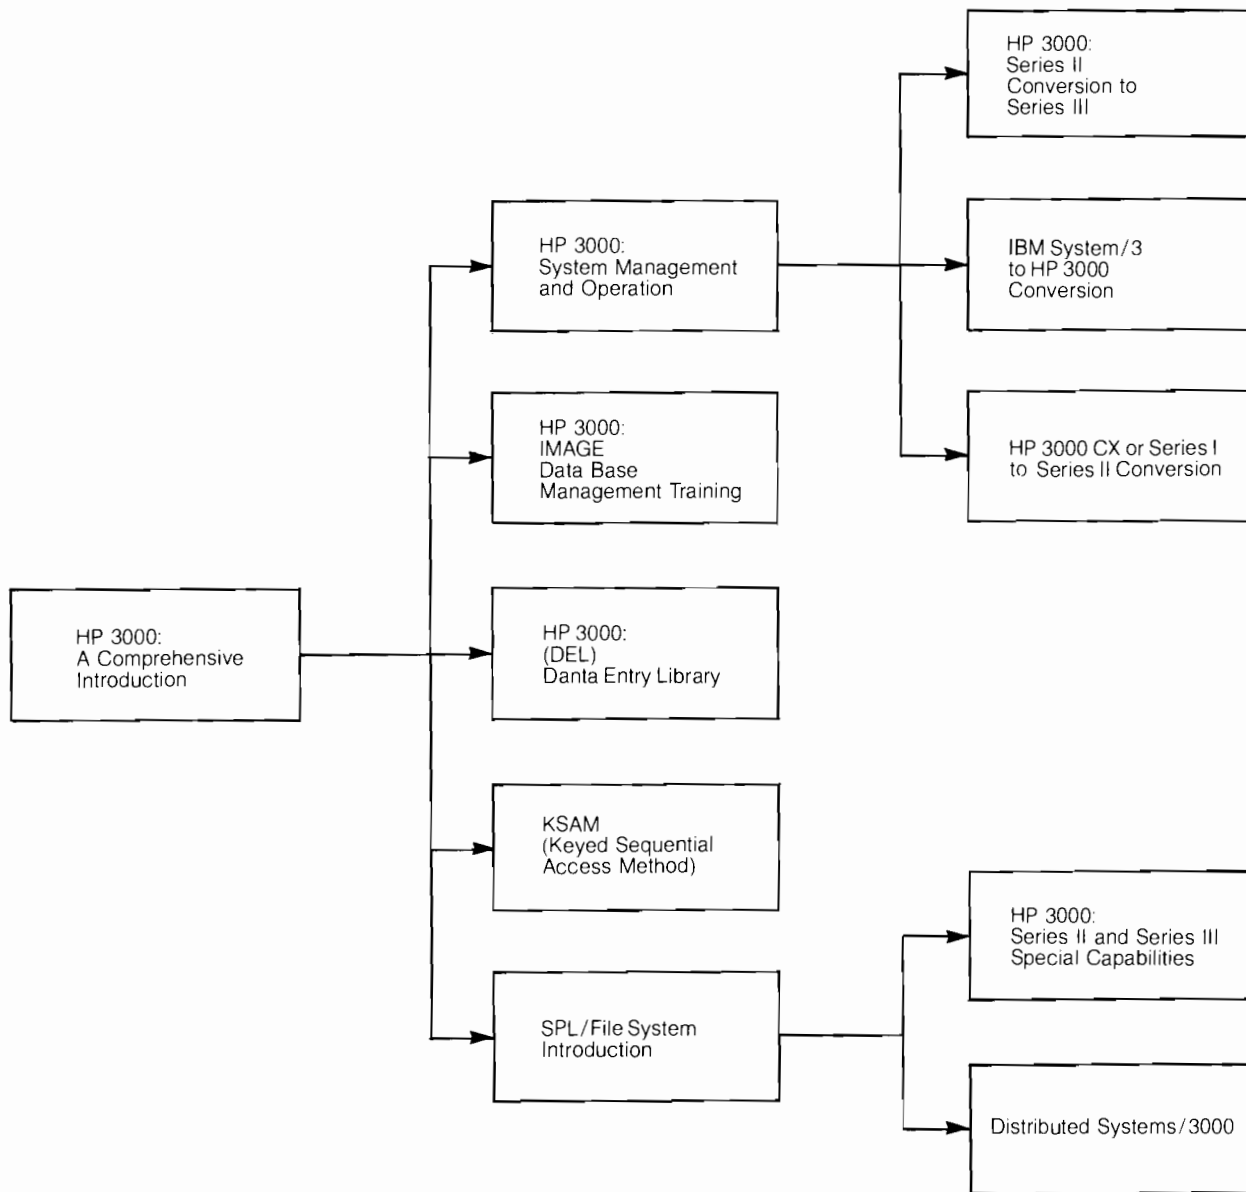 HP 3000:
Series II
Conversion to
Series III
HP 3000:
System Management
and Operation
IBM System/3
to HP 3000
Conversion
HP 3000:
IMAGE
Data Base
Management Training
HP 3000 CX or Series I
to Series II Conversion
HP 3000:
A Comprehensive
Introduction
HP 3000:
(DEL)
Danta Entry Library
KSAM
(Keyed Sequential
Access Method)
HP 3000:
Series II and Series III
Special Capabilities
SPL/File System
Introduction
Distributed Systems/3000